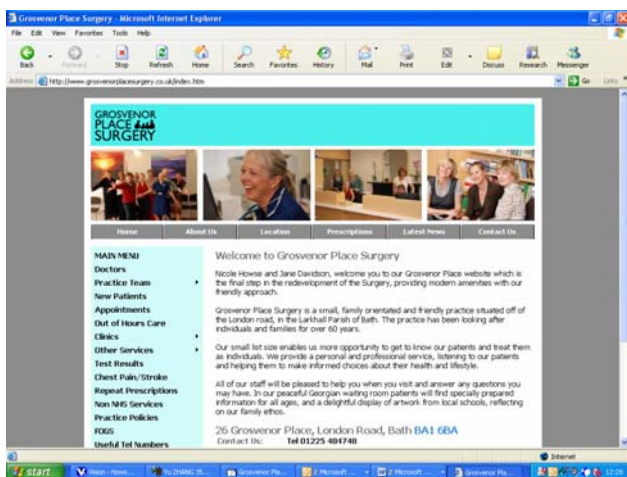 Grosvenor Place Surgery - Microsoft Internet Explorer
File Edit View Favorites Tools Help
Back Forward Stop Refresh Home Search Favorites History Mail Print Edit Discuss Research Messenger
Address http://www.grosvenorplacesurgery.co.uk/index.htm Go Links
GROSVENOR
PLACE
SURGERY
Home About Us Location Prescriptions Latest News Contact Us
MAIN MENU
Doctors
Practice Team
New Patients
Appointments
Out of Hours Care
Clinics
Other Services
Test Results
Chest Pain/Stroke
Repeat Prescriptions
Non NHS Services
Practice Policies
FOGS
Useful Tel Numbers
Welcome to Grosvenor Place Surgery
Nicole Howse and Jane Davidson, welcome you to our Grosvenor Place website which is
the final step in the redevelopment of the Surgery, providing modern amenities with our
friendly approach.
Grosvenor Place Surgery is a small, family orientated and friendly practice situated off of
the London road, in the Larkhall Parish of Bath. The practice has been looking after
individuals and families for over 60 years.
Our small list size enables us more opportunity to get to know our patients and treat them
as individuals. We provide a personal and professional service, listening to our patients
and helping them to make informed choices about their health and lifestyle.
All of our staff will be pleased to help you when you visit and answer any questions you
may have. In our peaceful Georgian waiting room patients will find specially prepared
information for all ages, and a delightful display of artwork from local schools, reflecting
on our family ethos.
26 Grosvenor Place, London Road, Bath BA1 6BA
Contact Us: Tel 01225 484748
Internet
start Vision - Howe... Yu ZHANG 35... Grosvenor Pla... 2 Microsoft ... 2 Microsoft ... Grosvenor Pla... 12:28